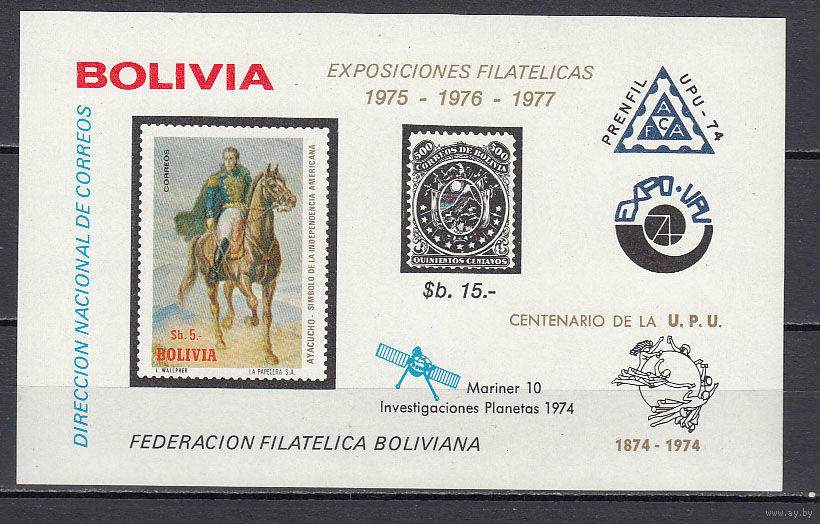 BOLIVIA
EXPOSICIONES FILATELICAS
1975 - 1976 - 1977
DIRECCION NACIONAL DE CORREOS
CORREOS
AYACUCHO - SIMBOLO DE LA INDEPENDENCIA AMERICANA
$b. 5.-
BOLIVIA
L. WALLPHER
LA PAPELERA S.A.
500 500
CORREOS DE BOLIVIA
QUINIENTOS CENTAVOS
$b. 15.-
PRENFIL UPU - 74
A
F C A
EXPO • UPU
74
CENTENARIO DE LA U.P.U.
Mariner 10
Investigaciones Planetas 1974
1874 - 1974
FEDERACION FILATELICA BOLIVIANA
www.ay.by